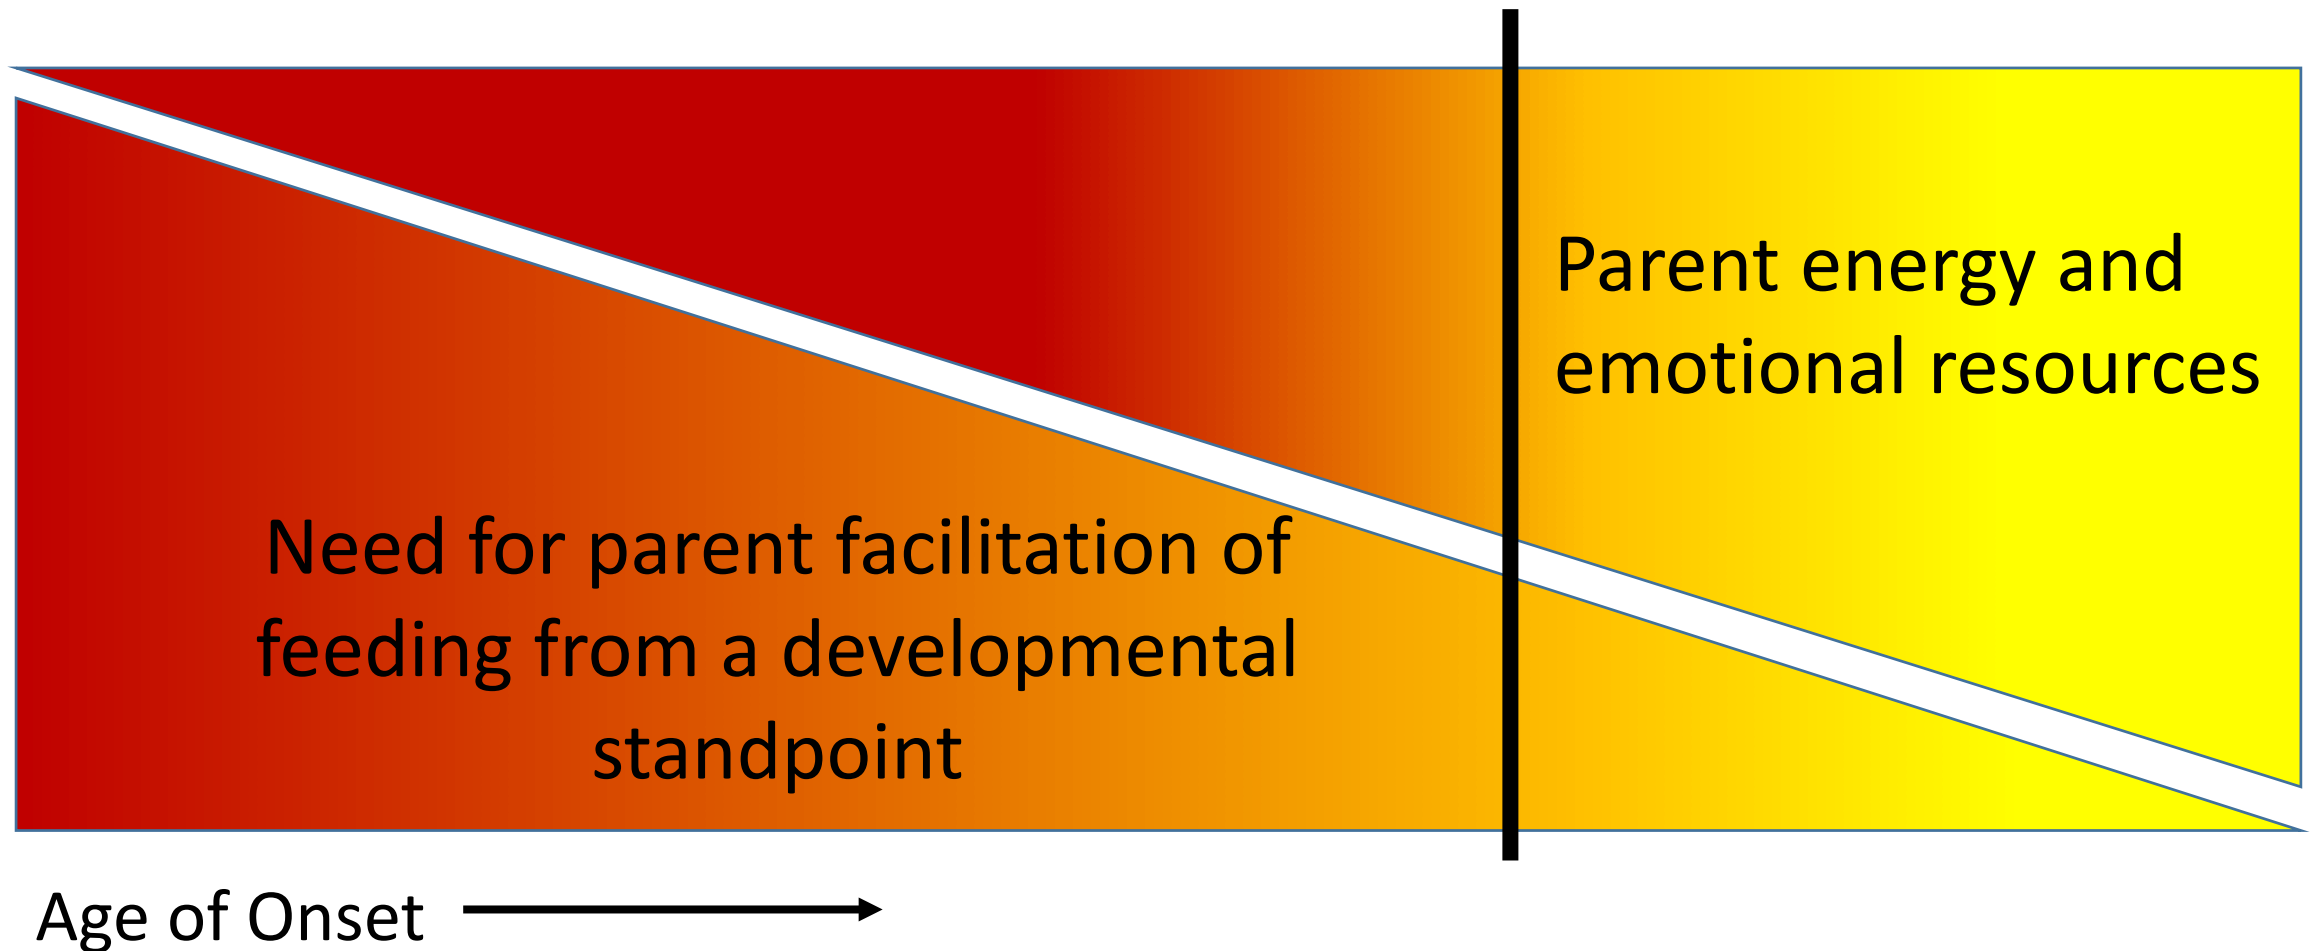 Parent energy and
emotional resources
Need for parent facilitation of
feeding from a developmental
standpoint
Age of Onset